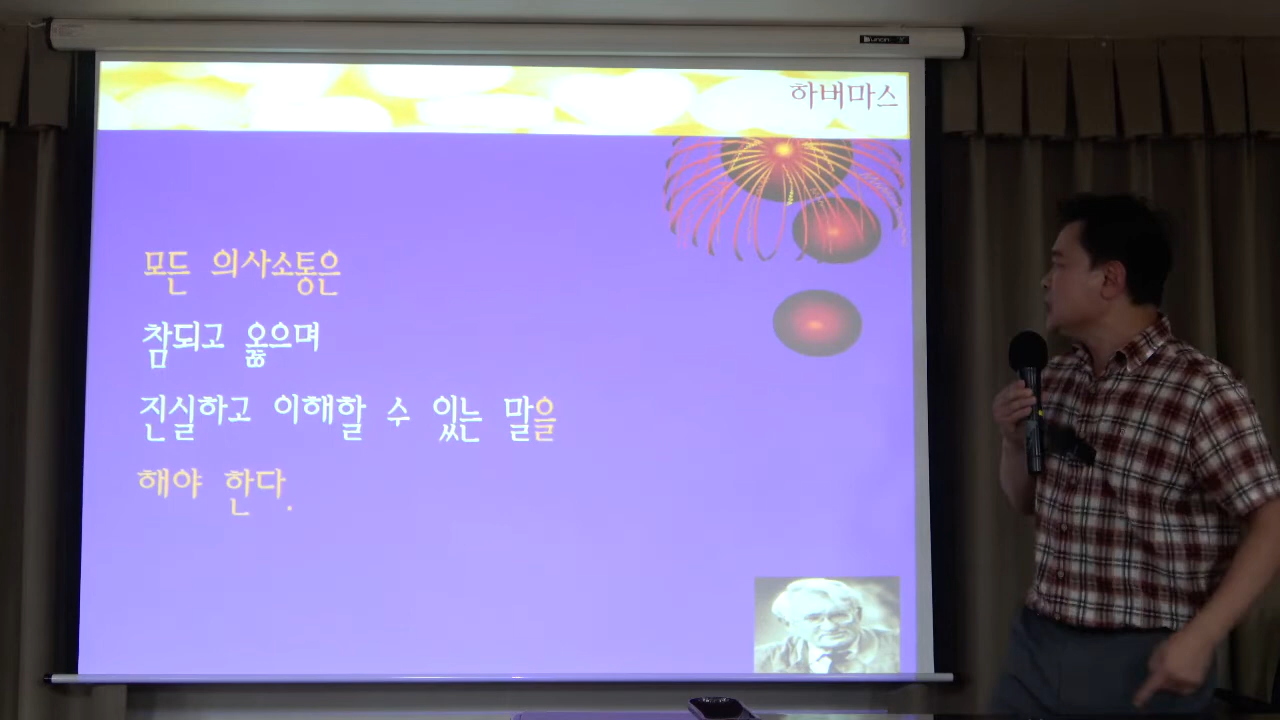 하버마스
모든 의사소통은
참되고 옳으며
진실하고 이해할 수 있는 말을
해야 한다.